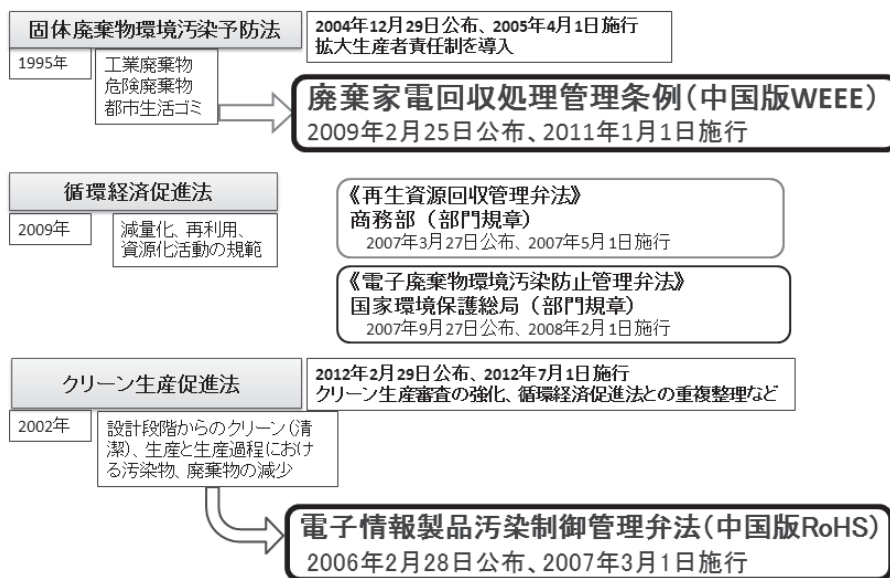 固体廃棄物環境汚染予防法
2004年12月29日公布、2005年4月1日施行
拡大生産者責任制を導入
1995年
工業廃棄物
危険廃棄物
都市生活ゴミ
廃棄家電回収処理管理条例(中国版WEEE)
2009年2月25日公布、2011年1月1日施行
循環経済促進法
2009年
減量化、再利用、
資源化活動の規範
《再生資源回収管理弁法》
商務部（部門規章）
2007年3月27日公布、2007年5月1日施行
《電子廃棄物環境汚染防止管理弁法》
国家環境保護総局（部門規章）
2007年9月27日公布、2008年2月1日施行
クリーン生産促進法
2012年2月29日公布、2012年7月1日施行
クリーン生産審査の強化、循環経済促進法との重複整理など
2002年
設計段階からのクリーン（清
潔）、生産と生産過程におけ
る汚染物、廃棄物の減少
電子情報製品汚染制御管理弁法(中国版RoHS)
2006年2月28日公布、2007年3月1日施行